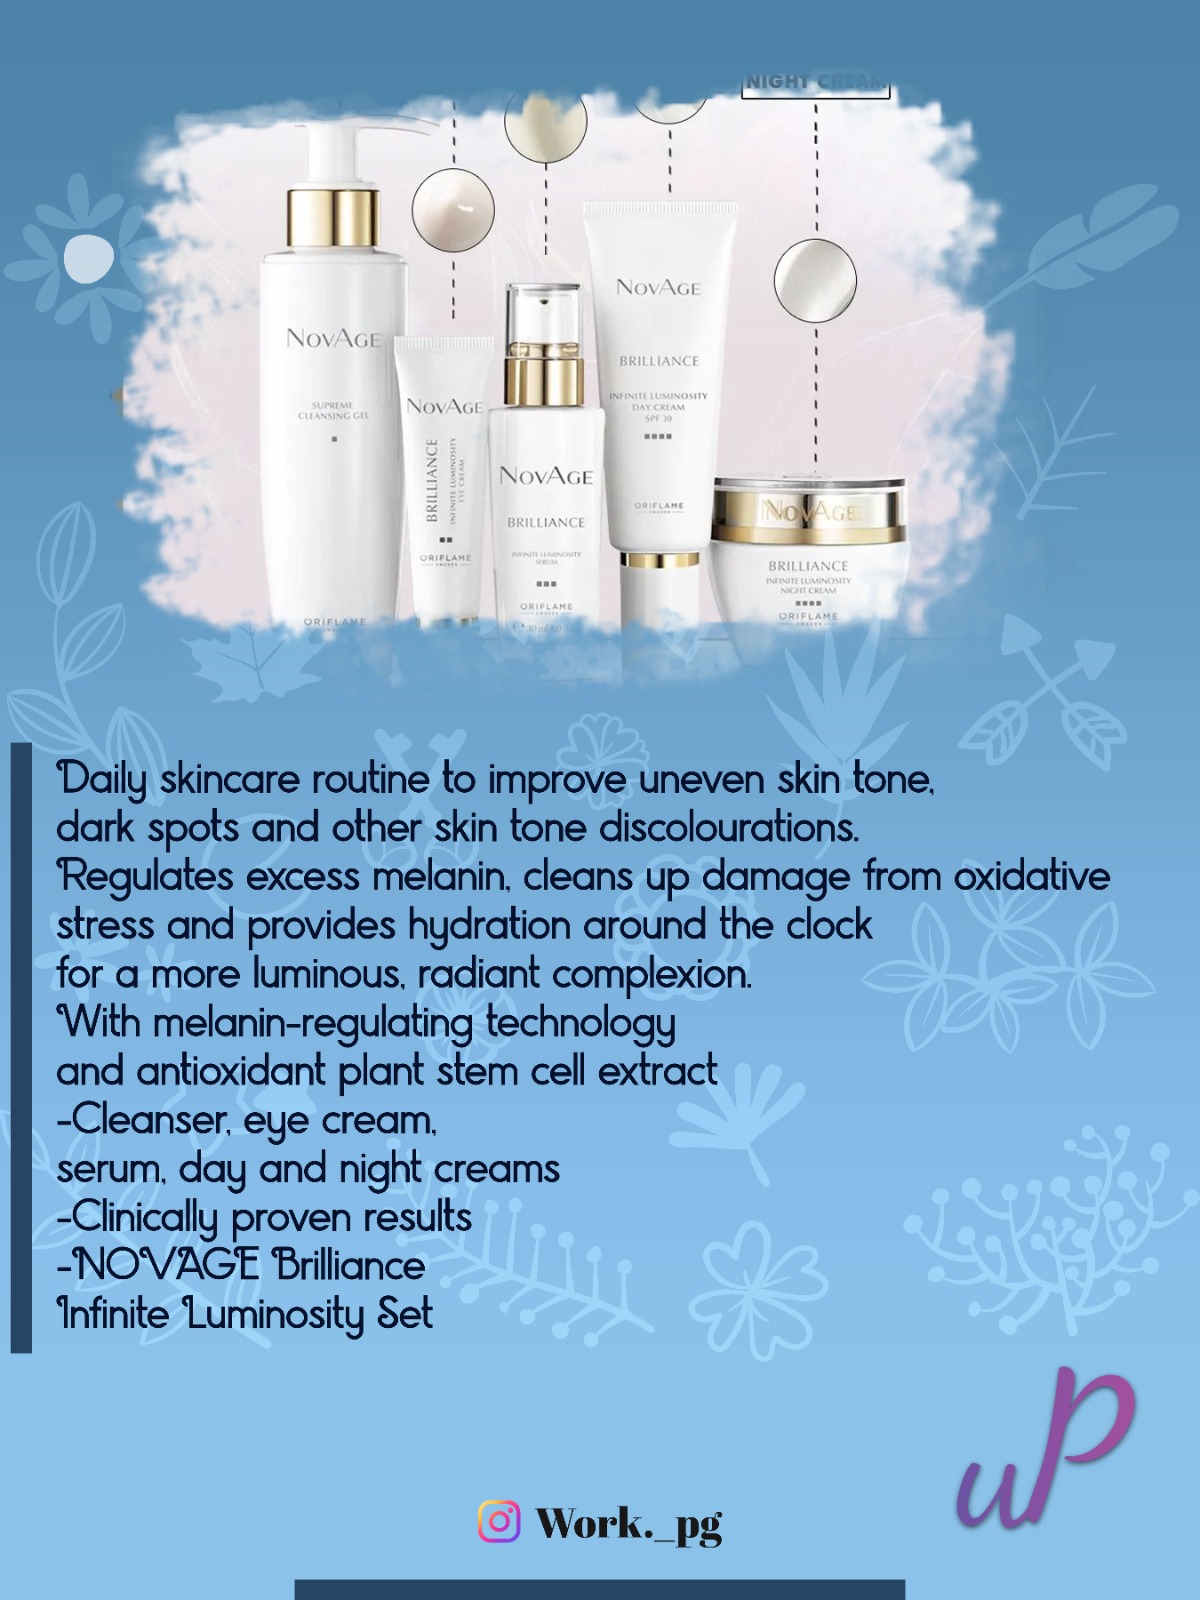 NIGHT CREAM
NOVAGE
SUPREME
CLEANSING GEL
ORIFLAME
NOVAGE
BRILLIANCE
INFINITE LUMINOSITY
EYE CREAM
ORIFLAME
SWEDEN
NOVAGE
BRILLIANCE
INFINITE LUMINOSITY
SERUM
ORIFLAME
SWEDEN
NOVAGE
BRILLIANCE
INFINITE LUMINOSITY
DAY CREAM
SPF 30
ORIFLAME
SWEDEN
NOVAGE
BRILLIANCE
INFINITE LUMINOSITY
NIGHT CREAM
ORIFLAME
Daily skincare routine to improve uneven skin tone,
dark spots and other skin tone discolourations.
Regulates excess melanin, cleans up damage from oxidative
stress and provides hydration around the clock
for a more luminous, radiant complexion.
With melanin-regulating technology
and antioxidant plant stem cell extract
-Cleanser, eye cream,
serum, day and night creams
-Clinically proven results
-NOVAGE Brilliance
Infinite Luminosity Set
uP
Work._pg